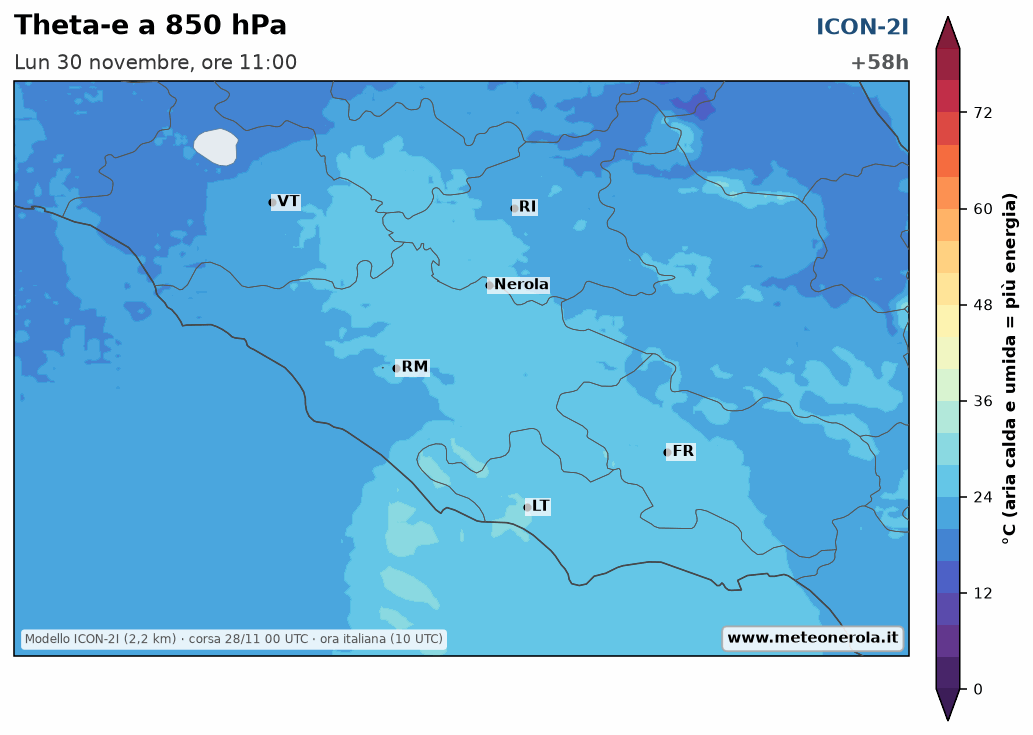 Theta-e a 850 hPa
ICON-2I
Lun 30 novembre, ore 11:00
+58h
VT
RI
Nerola
RM
FR
LT
72
60
48
36
24
12
0
°C (aria calda e umida = più energia)
Modello ICON-2I (2,2 km) · corsa 28/11 00 UTC · ora italiana (10 UTC)
www.meteonerola.it